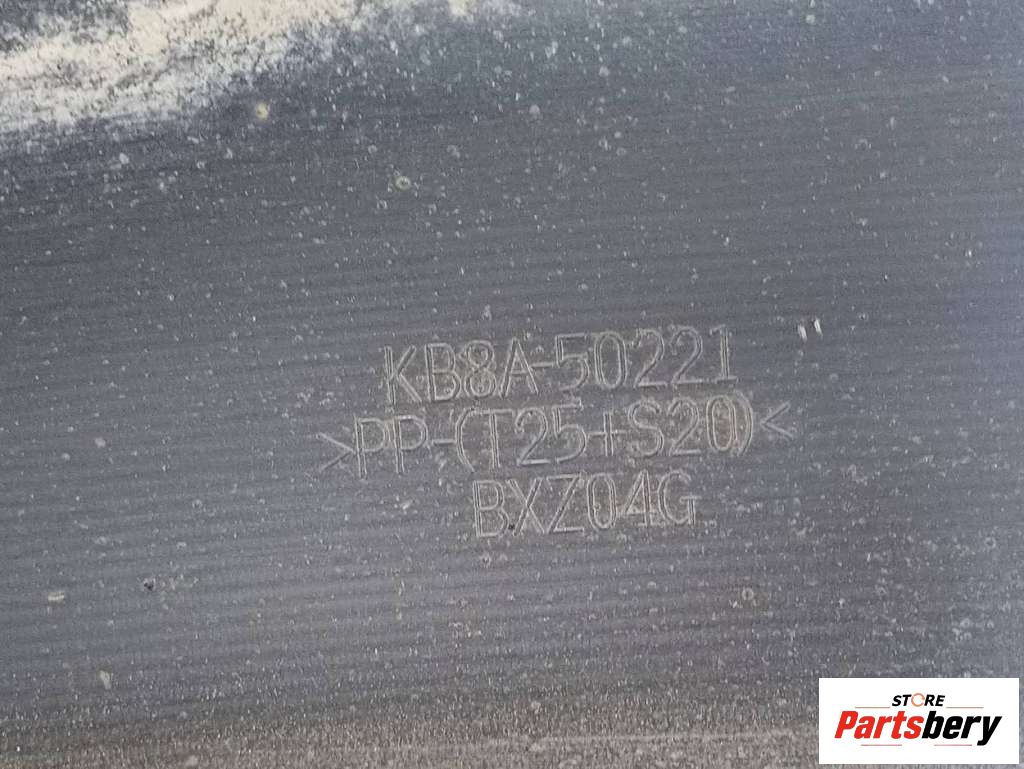 KB8A-50221
>PP-(T25+S20)<
BXZ04G
STORE
Partsbery